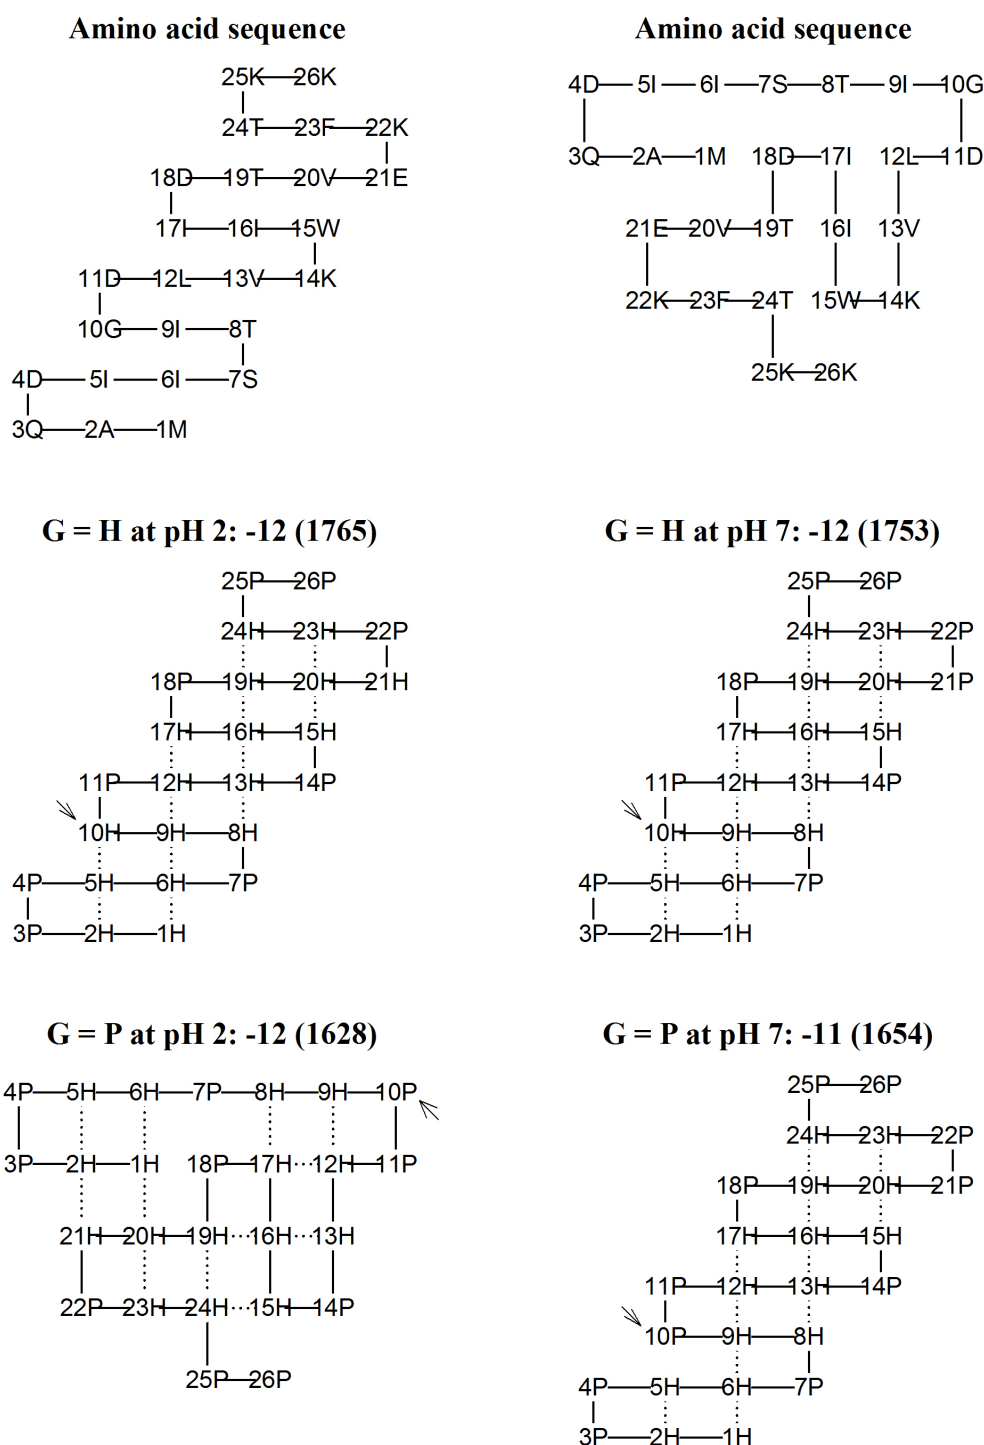 Amino acid sequence
25K 26K
24T 23F 22K
18D 19T 20V 21E
17I 16I 15W
11D 12L 13V 14K
10G 9I 8T
4D 5I 6I 7S
3Q 2A 1M
Amino acid sequence
4D 5I 6I 7S 8T 9I 10G
3Q 2A 1M 18D 17I 12L 11D
21E 20V 19T 16I 13V
22K 23F 24T 15W 14K
25K 26K
G = H at pH 2: -12 (1765)
25P 26P
24H 23H 22P
18P 19H 20H 21H
17H 16H 15H
11P 12H 13H 14P
10H 9H 8H
4P 5H 6H 7P
3P 2H 1H
G = H at pH 7: -12 (1753)
25P 26P
24H 23H 22P
18P 19H 20H 21P
17H 16H 15H
11P 12H 13H 14P
10H 9H 8H
4P 5H 6H 7P
3P 2H 1H
G = P at pH 2: -12 (1628)
4P 5H 6H 7P 8H 9H 10P
3P 2H 1H 18P 17H 12H 11P
21H 20H 19H 16H 13H
22P 23H 24H 15H 14P
25P 26P
G = P at pH 7: -11 (1654)
25P 26P
24H 23H 22P
18P 19H 20H 21P
17H 16H 15H
11P 12H 13H 14P
10P 9H 8H
4P 5H 6H 7P
3P 2H 1H